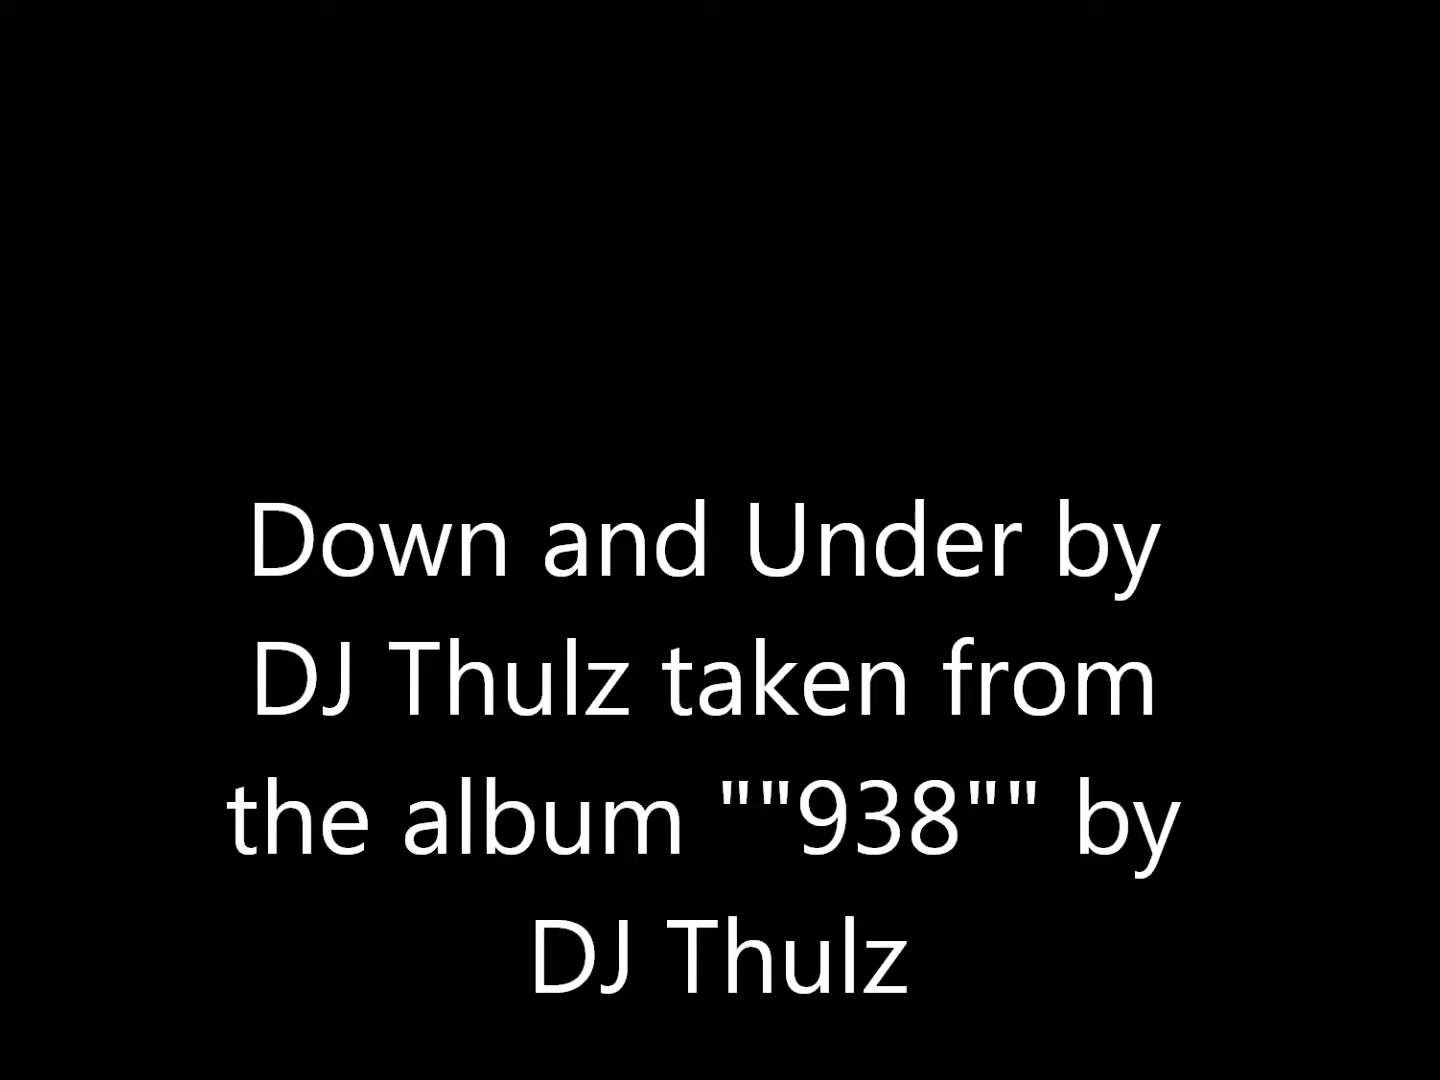 Down and Under by
DJ Thulz taken from
the album ""938"" by
DJ Thulz